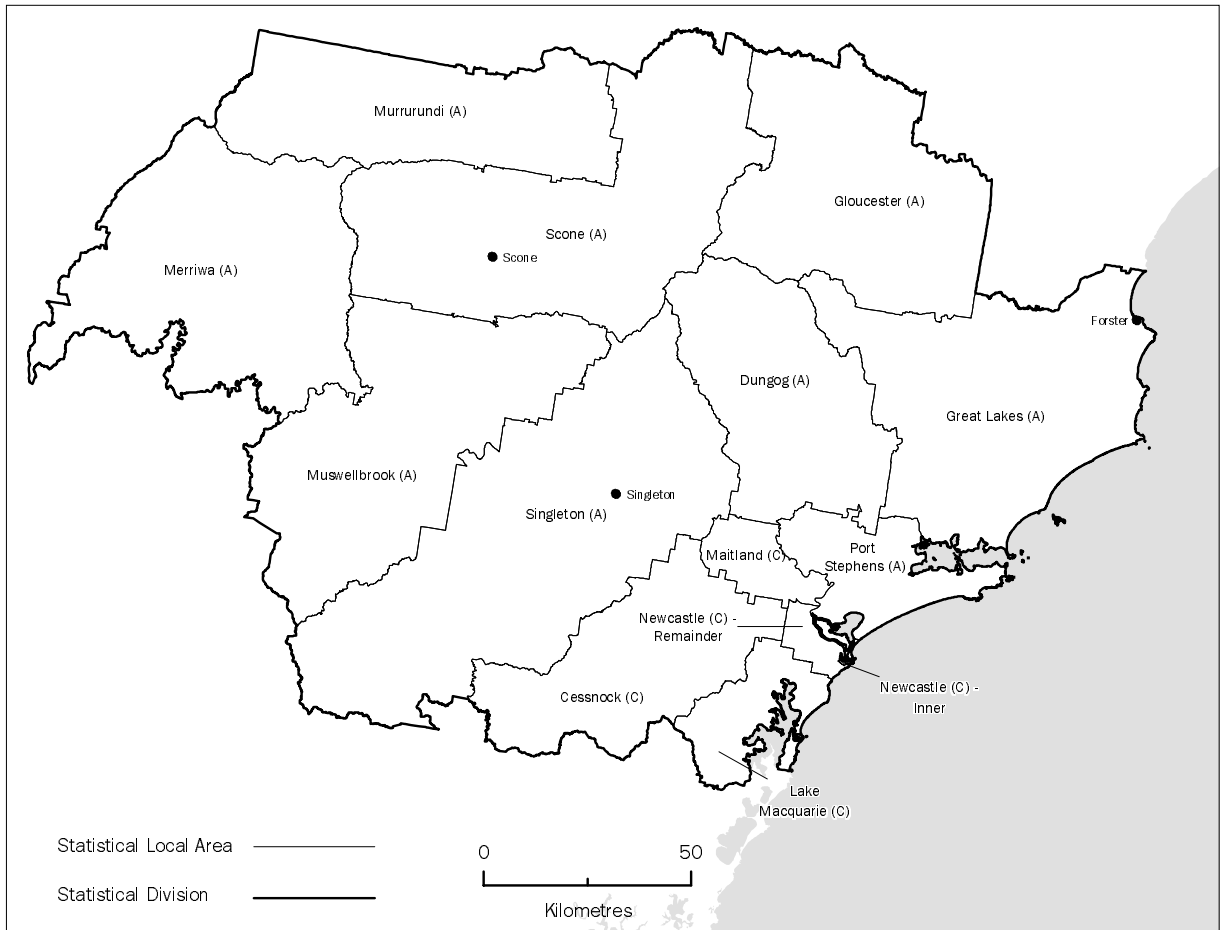 Murrurundi (A)
Gloucester (A)
Scone (A)
Scone
Merriwa (A)
Forster
Dungog (A)
Great Lakes (A)
Muswellbrook (A)
Singleton
Singleton (A)
Maitland (C)
Port
Stephens (A)
Newcastle (C) -
Remainder
Newcastle (C) -
Inner
Cessnock (C)
Lake
Macquarie (C)
Statistical Local Area
Statistical Division
0 50
Kilometres